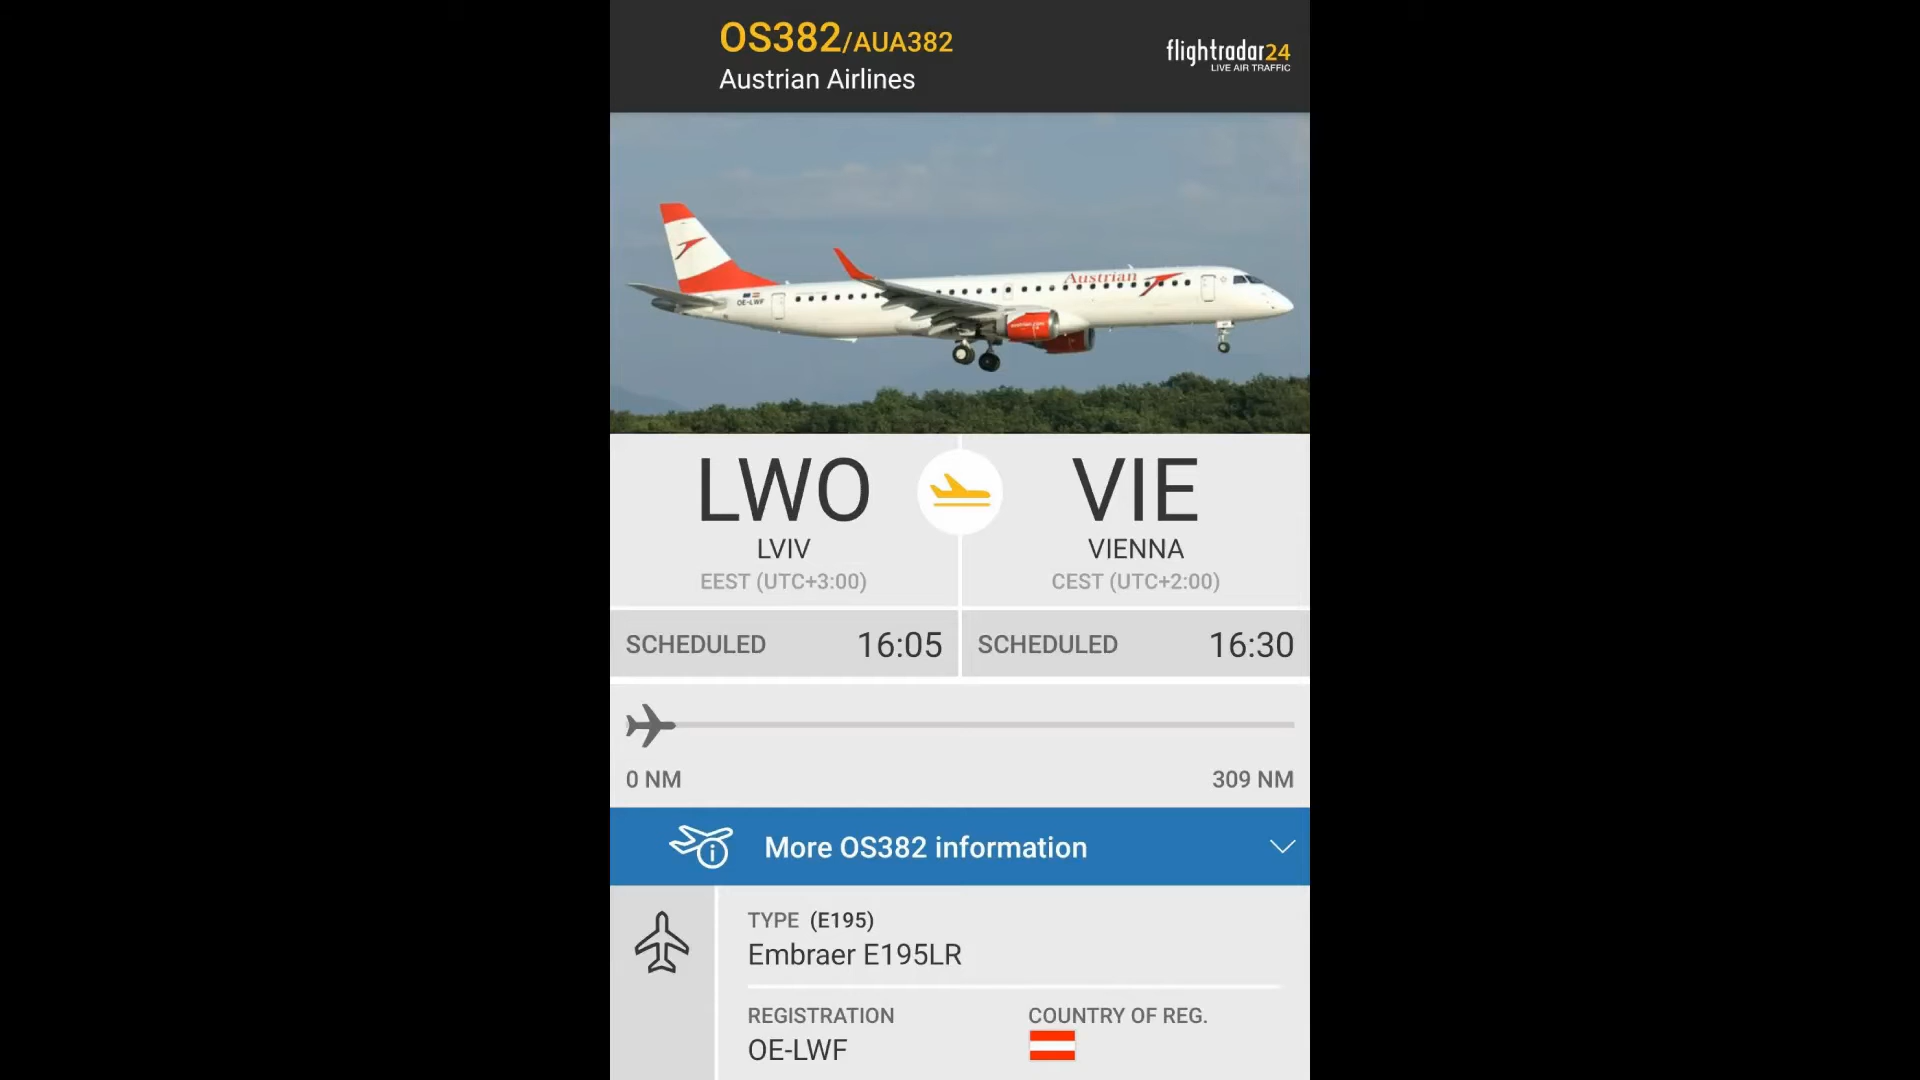 OS382/AUA382
Austrian Airlines
flightradar24
LIVE AIR TRAFFIC
Austrian
OE-LWF
LWO
VIE
LVIV
VIENNA
EEST (UTC+3:00)
CEST (UTC+2:00)
SCHEDULED 16:05
SCHEDULED 16:30
0 NM
309 NM
More OS382 information
TYPE (E195)
Embraer E195LR
REGISTRATION
COUNTRY OF REG.
OE-LWF